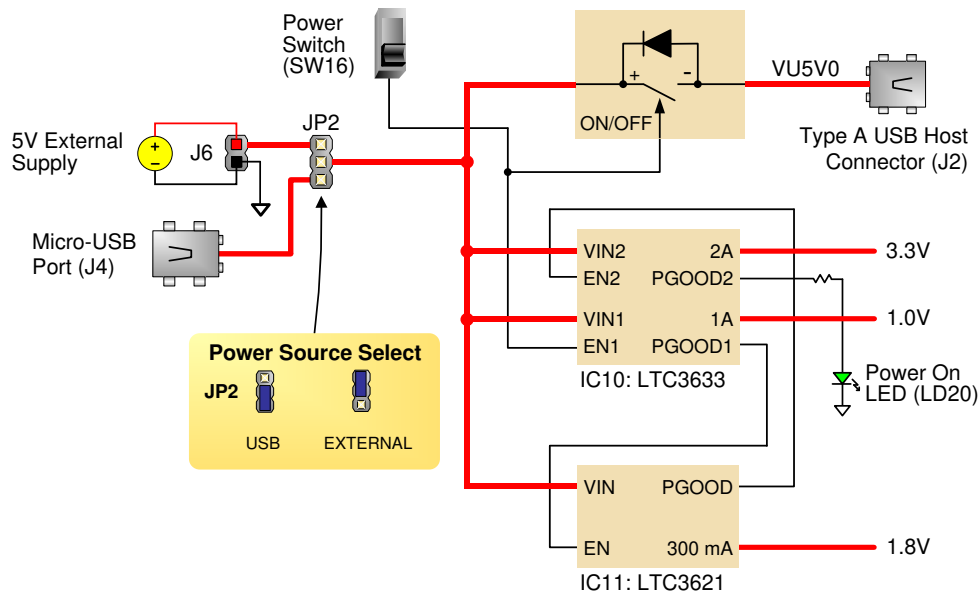 Power
Switch
(SW16)
VU5V0
+
-
ON/OFF
Type A USB Host
Connector (J2)
5V External
Supply
+
–
J6
JP2
Micro-USB
Port (J4)
VIN2
2A
3.3V
EN2
PGOOD2
VIN1
1A
1.0V
EN1
PGOOD1
IC10: LTC3633
Power On
LED (LD20)
Power Source Select
JP2
USB
EXTERNAL
VIN
PGOOD
EN
300 mA
1.8V
IC11: LTC3621